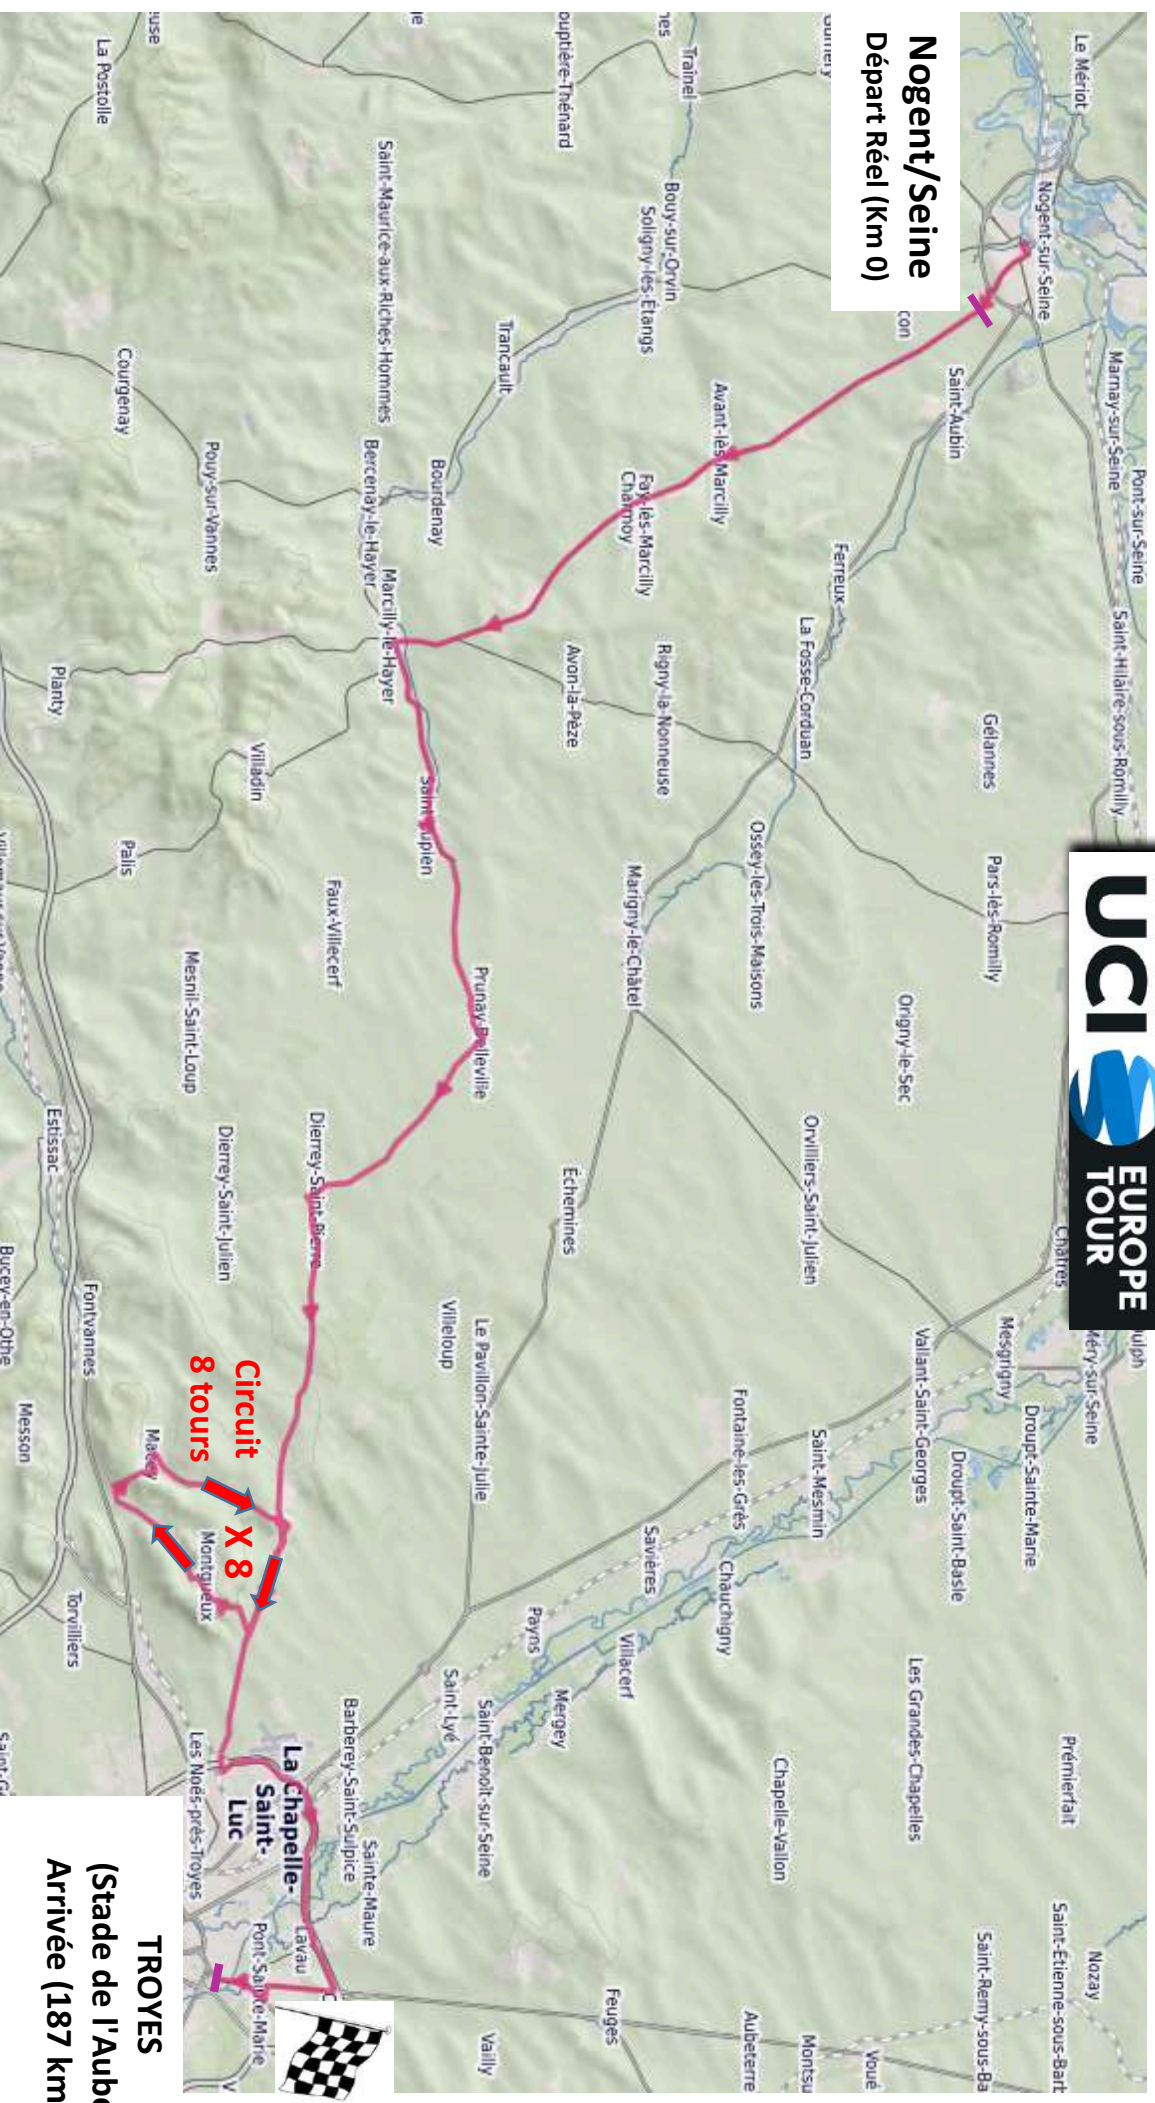 Nogent/Seine
Départ Réel (Km 0)
UCI
EUROPE
TOUR
Le Mériot
Nogent-sur-Seine
Marnay-sur-Seine
Pont-sur-Seine
Saint-Hilaire-sous-Romilly
Saint-Aubin
Gélannes
Pars-lès-Romilly
Origny-le-Sec
Châtres
Méry-sur-Seine
Mesgrigny
Droupt-Sainte-Marie
Droupt-Saint-Basle
Vallant-Saint-Georges
Les Grandes-Chapelles
Prémierfait
Saint-Étienne-sous-Barb
Nozay
Saint-Remy-sous-Ba
Voué
Montsu
Aubeterre
Chapelle-Vallon
Ferreux
La Fosse-Corduan
Ossey-les-Trois-Maisons
Orvilliers-Saint-Julien
Saint-Mesmin
Fontaine-les-Grès
Chauchigny
Savières
Villacerf
Mergey
Payns
Feuges
Vailly
Traînel
Bouy-sur-Orvin
Soligny-les-Étangs
Avant-lès-Marcilly
Fay-lès-Marcilly
Charmoy
Rigny-la-Nonneuse
Avon-la-Pèze
Marigny-le-Châtel
Échemines
Le Pavillon-Sainte-Julie
Villeloup
Saint-Lyé
Saint-Benoît-sur-Seine
Barberey-Saint-Sulpice
Sainte-Maure
Trancault
Bourdenay
Bercenay-le-Hayer
Marcilly-le-Hayer
Saint-Maurice-aux-Riches-Hommes
Saint-Lupien
Prunay-Belleville
Faux-Villecerf
Dierrey-Saint-Pierre
Dierrey-Saint-Julien
Mesnil-Saint-Loup
Villadin
Palis
Planty
Pouy-sur-Vannes
Courgenay
La Postolle
Estissac
Bucey-en-Othe
Fontvannes
Messon
Macey
Montgueux
Torvilliers
Circuit
8 tours
X 8
La Chapelle-
Saint-
Luc
Les Noës-près-Troyes
Lavau
Pont-Sainte-Marie
TROYES
(Stade de l'Aube
Arrivée (187 km